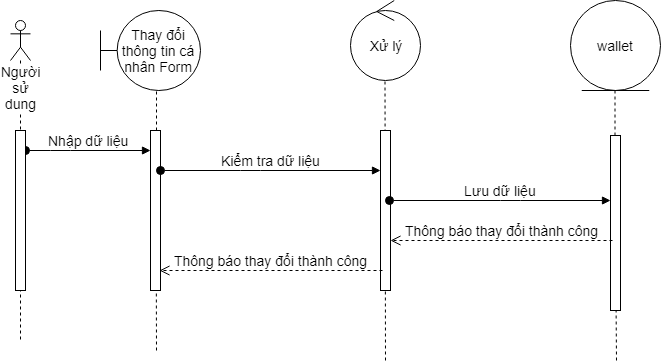 Thay đổi
thông tin cá
nhân Form
Xử lý
wallet
Người
sử
dung
Nhập dữ liệu
Kiểm tra dữ liệu
Lưu dữ liệu
Thông báo thay đổi thành công
Thông báo thay đổi thành công